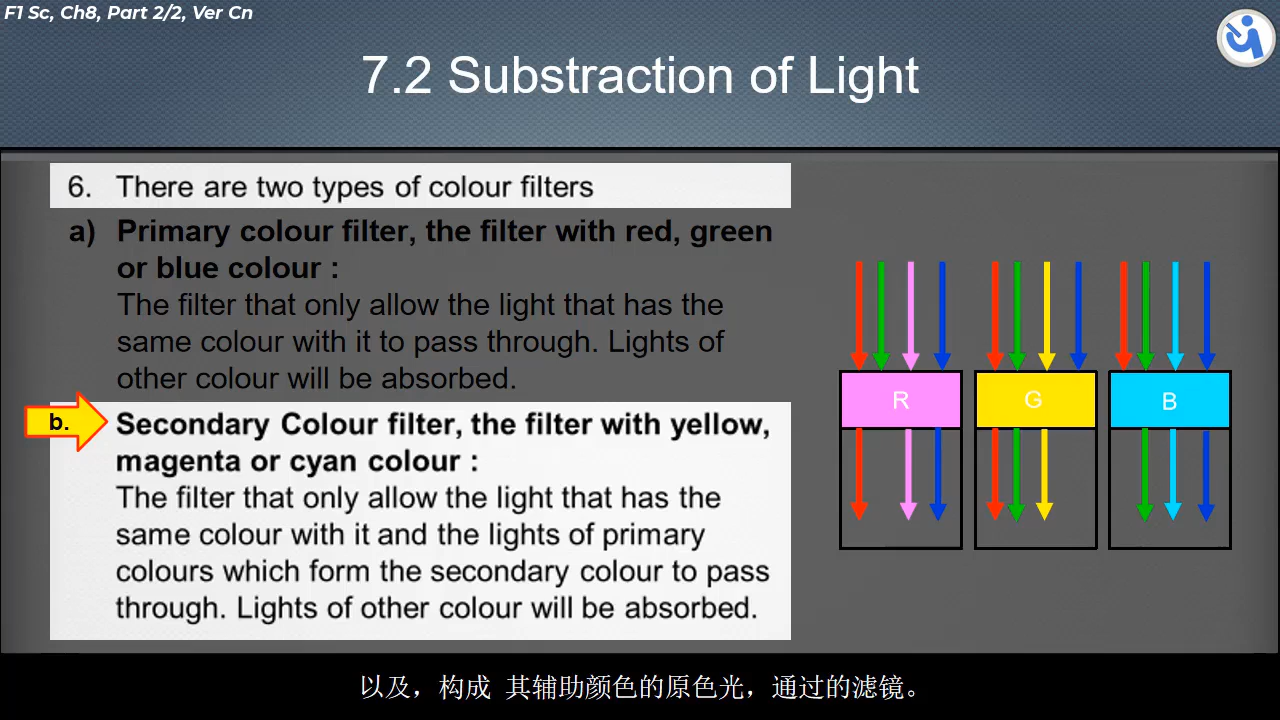 F1 Sc, Ch8, Part 2/2, Ver Cn
7.2 Substraction of Light
6. There are two types of colour filters
a) Primary colour filter, the filter with red, green
or blue colour :
The filter that only allow the light that has the
same colour with it to pass through. Lights of
other colour will be absorbed.
b. Secondary Colour filter, the filter with yellow,
magenta or cyan colour :
The filter that only allow the light that has the
same colour with it and the lights of primary
colours which form the secondary colour to pass
through. Lights of other colour will be absorbed.
R G B
以及，构成 其辅助颜色的原色光，通过的滤镜。